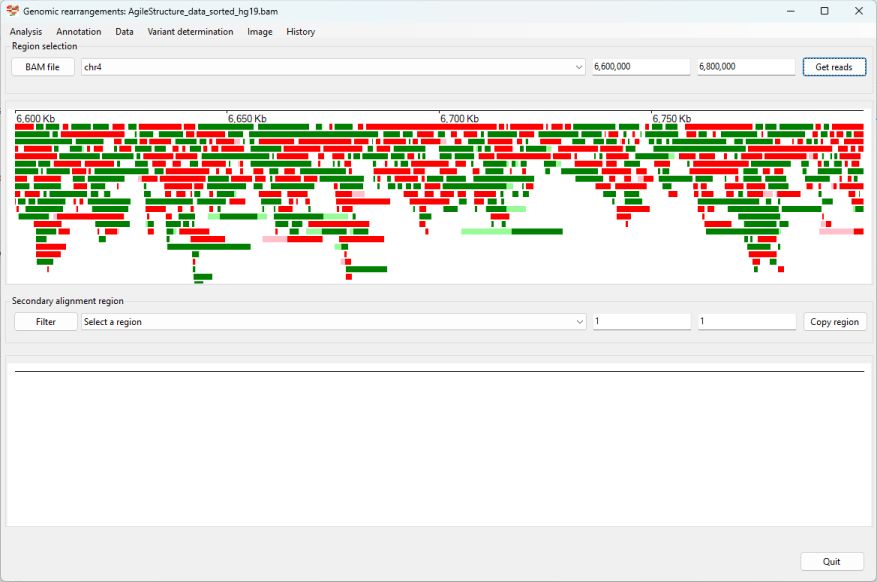 Genomic rearrangements: AgileStructure_data_sorted_hg19.bam
Analysis Annotation Data Variant determination Image History
Region selection
BAM file chr4 6,600,000 6,800,000 Get reads
6,600 Kb 6,650 Kb 6,700 Kb 6,750 Kb
Secondary alignment region
Filter Select a region 1 1 Copy region
Quit